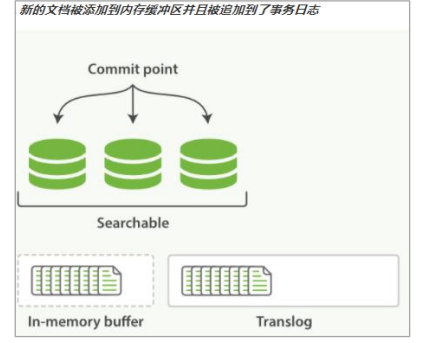 新的文档被添加到内存缓冲区并且被追加到了事务日志
Commit point
Searchable
In-memory buffer
Translog